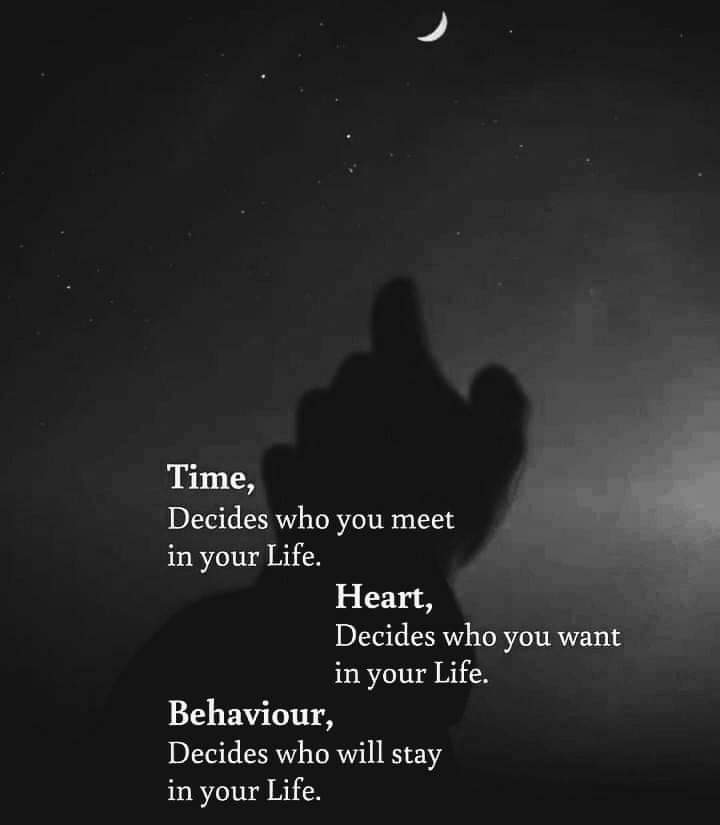 Time,
Decides who you meet
in your Life.
Heart,
Decides who you want
in your Life.
Behaviour,
Decides who will stay
in your Life.